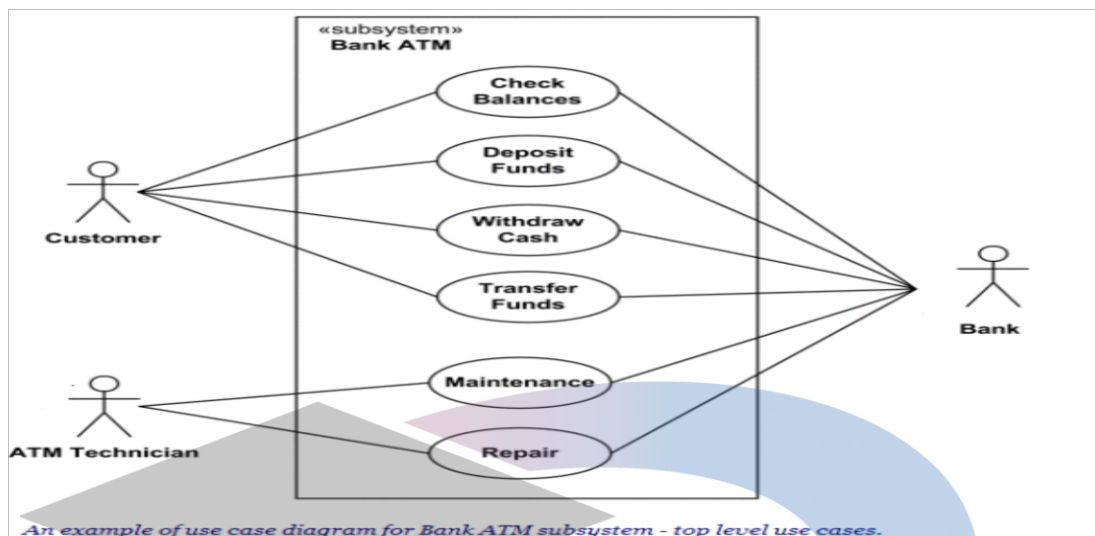 «subsystem»
Bank ATM
Check
Balances
Deposit
Funds
Withdraw
Cash
Transfer
Funds
Customer
Bank
Maintenance
ATM Technician
Repair
An example of use case diagram for Bank ATM subsystem - top level use cases.